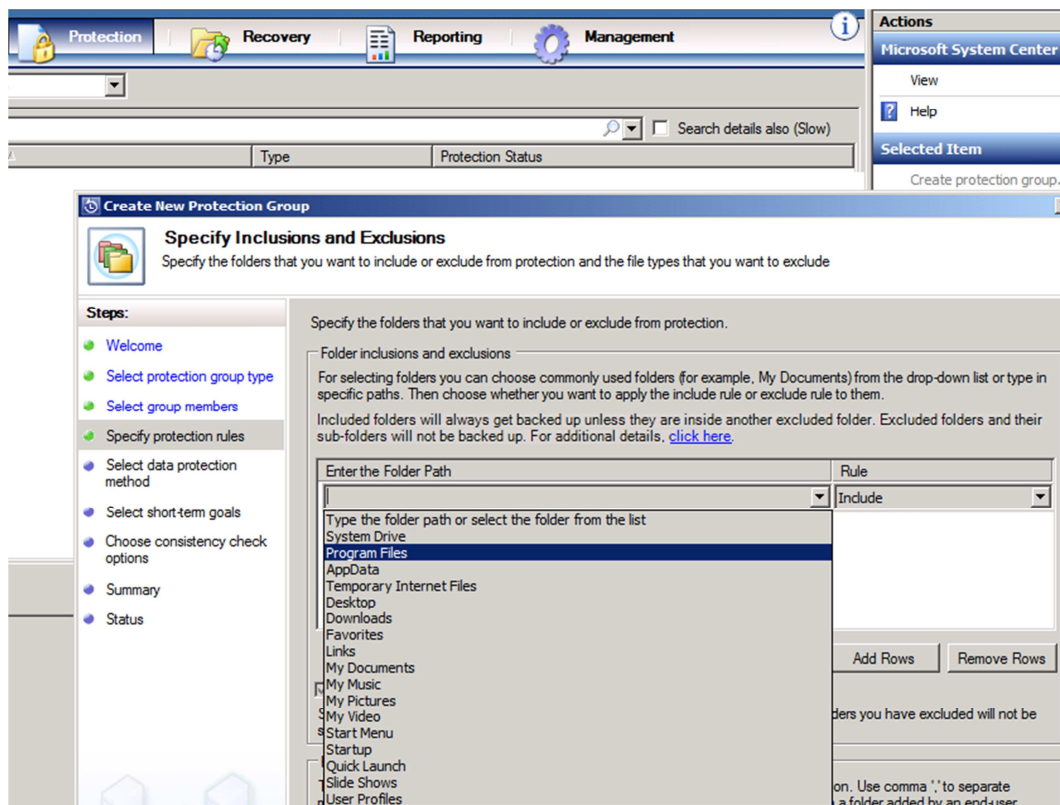 Protection
Recovery
Reporting
Management
i
Actions
Microsoft System Center
View
? Help
Selected Item
Create protection group.
Search details also (Slow)
Type
Protection Status
Create New Protection Group
Specify Inclusions and Exclusions
Specify the folders that you want to include or exclude from protection and the file types that you want to exclude
Steps:
Welcome
Select protection group type
Select group members
Specify protection rules
Select data protection
method
Select short-term goals
Choose consistency check
options
Summary
Status
Specify the folders that you want to include or exclude from protection.
Folder inclusions and exclusions
For selecting folders you can choose commonly used folders (for example, My Documents) from the drop-down list or type in
specific paths. Then choose whether you want to apply the include rule or exclude rule to them.
Included folders will always get backed up unless they are inside another excluded folder. Excluded folders and their
sub-folders will not be backed up. For additional details, click here.
Enter the Folder Path
Rule
Include
Type the folder path or select the folder from the list
System Drive
Program Files
AppData
Temporary Internet Files
Desktop
Downloads
Favorites
Links
My Documents
My Music
My Pictures
My Video
Start Menu
Startup
Quick Launch
Slide Shows
User Profiles
Add Rows
Remove Rows
ders you have excluded will not be
on. Use comma ',' to separate
a folder added by an end-user